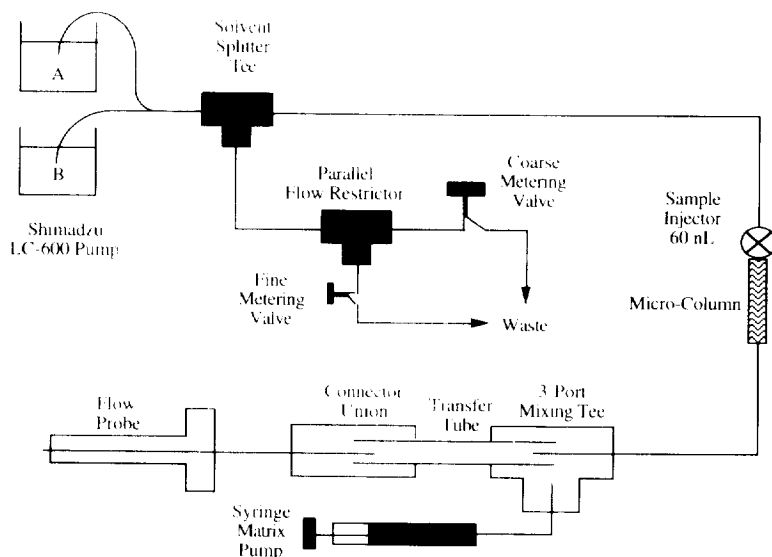 A
B
Shimadzu
LC-600 Pump
Solvent
Splitter
Tee
Parallel
Flow Restrictor
Coarse
Metering
Valve
Fine
Metering
Valve
Waste
Sample
Injector
60 nL
Micro-Column
Flow
Probe
Connector
Union
Transfer
Tube
3-Port
Mixing Tee
Syringe
Matrix
Pump